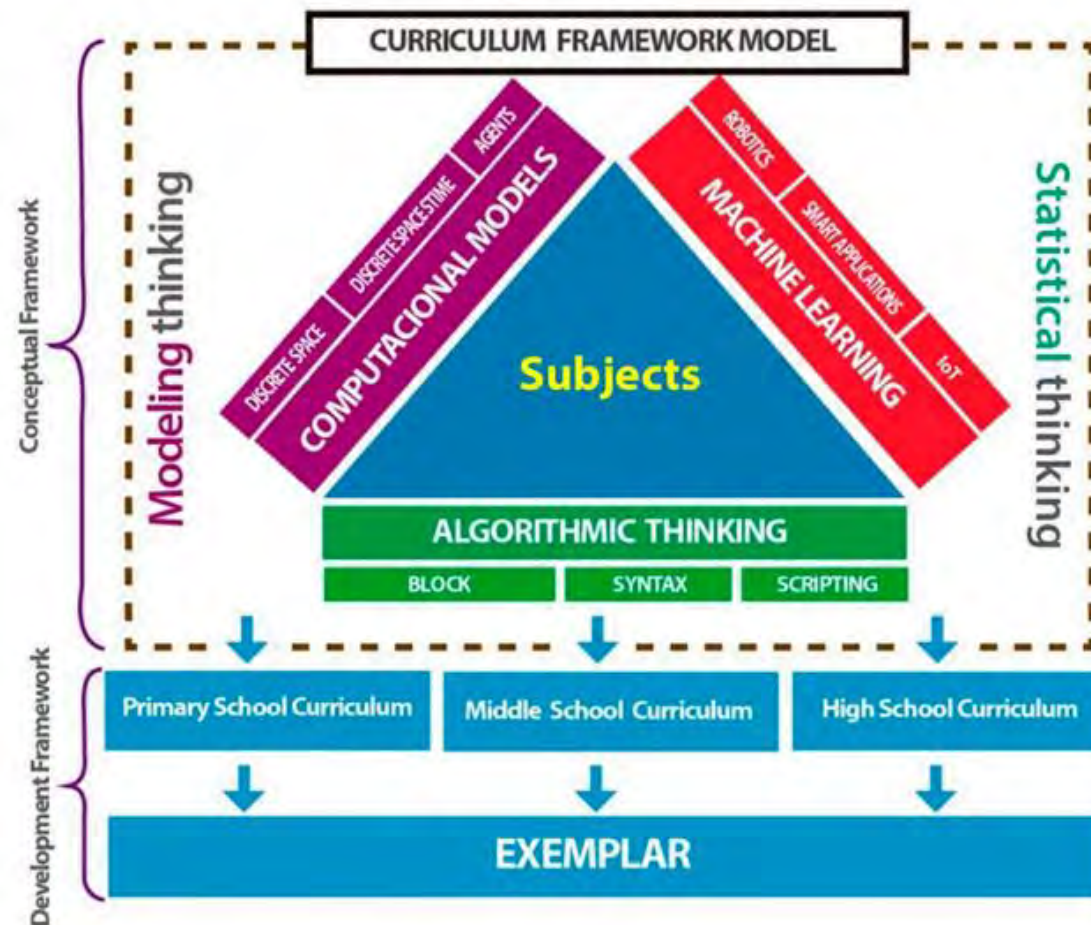 CURRICULUM FRAMEWORK MODEL
Conceptual Framework
Modeling thinking
AGENTS
DISCRETE SPACE STIME
DISCRETE SPACE
COMPUTACIONAL MODELS
ROBOTICS
SMART APPLICATIONS
IoT
MACHINE LEARNING
Statistical thinking
Subjects
ALGORITHMIC THINKING
BLOCK
SYNTAX
SCRIPTING
Development Framework
Primary School Curriculum
Middle School Curriculum
High School Curriculum
EXEMPLAR